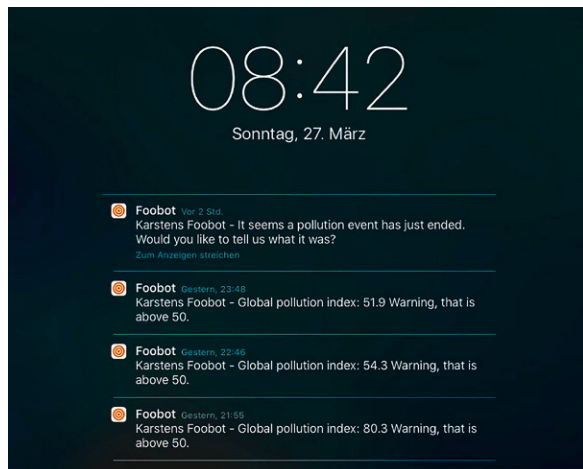 08:42
Sonntag, 27. März
Foobot Vor 2 Std.
Karstens Foobot - It seems a pollution event has just ended.
Would you like to tell us what it was?
Zum Anzeigen streichen
Foobot Gestern, 23:48
Karstens Foobot - Global pollution index: 51.9 Warning, that is
above 50.
Foobot Gestern, 22:46
Karstens Foobot - Global pollution index: 54.3 Warning, that is
above 50.
Foobot Gestern, 21:55
Karstens Foobot - Global pollution index: 80.3 Warning, that is
above 50.